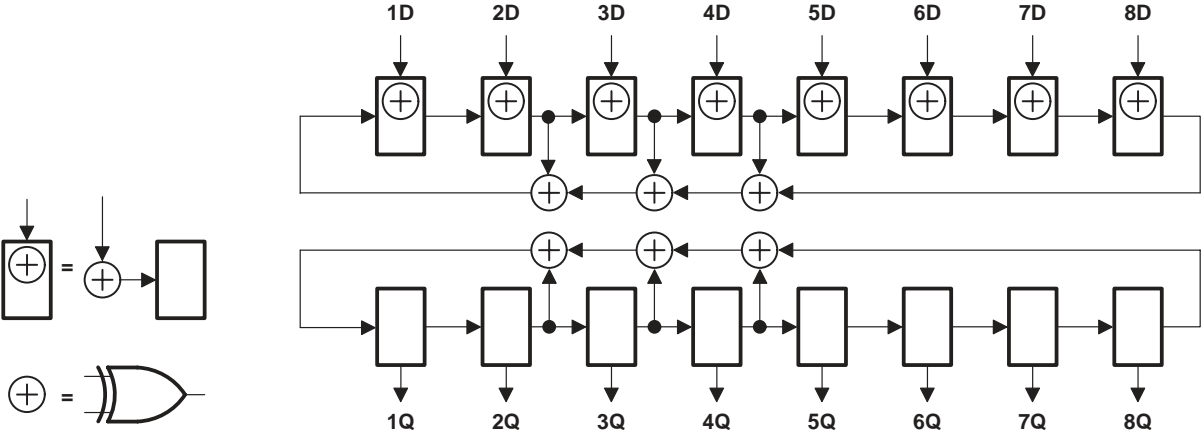 1D 2D 3D 4D 5D 6D 7D 8D
=
=
1Q 2Q 3Q 4Q 5Q 6Q 7Q 8Q